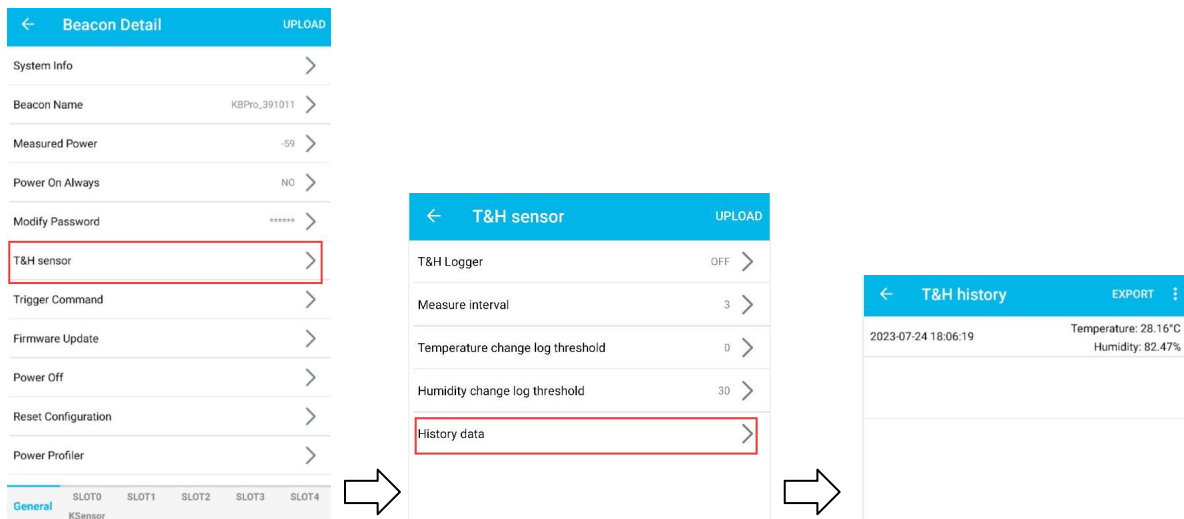 Beacon Detail UPLOAD
System Info
Beacon Name KBPro_391011
Measured Power -59
Power On Always NO
Modify Password ******
T&H sensor
Trigger Command
Firmware Update
Power Off
Reset Configuration
Power Profiler
General SLOT0 SLOT1 SLOT2 SLOT3 SLOT4
KSensor
T&H sensor UPLOAD
T&H Logger OFF
Measure interval 3
Temperature change log threshold 0
Humidity change log threshold 30
History data
T&H history EXPORT
2023-07-24 18:06:19 Temperature: 28.16°C
Humidity: 82.47%